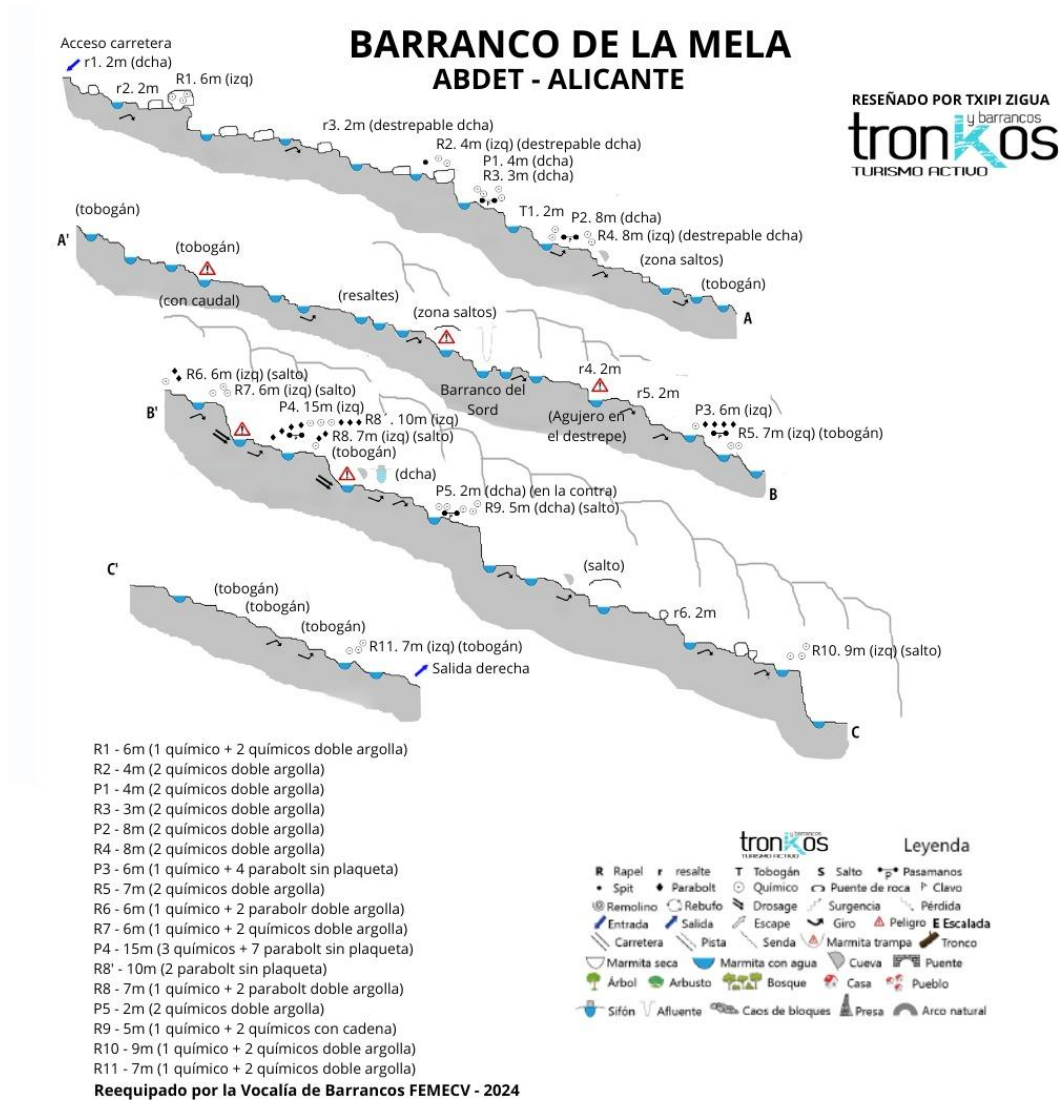 BARRANCO DE LA MELA
ABDET - ALICANTE
RESEÑADO POR TXIPI ZIGUA
y barrancos
tronkos
TURISMO ACTIVO
Acceso carretera
r1. 2m (dcha)
r2. 2m
R1. 6m (izq)
r3. 2m (destrepable dcha)
R2. 4m (izq) (destrepable dcha)
P1. 4m (dcha)
R3. 3m (dcha)
T1. 2m
P2. 8m (dcha)
R4. 8m (izq) (destrepable dcha)
(zona saltos)
(tobogán)
A
(tobogán)
A'
(tobogán)
(con caudal)
(resaltes)
(zona saltos)
Barranco del
Sord
r4. 2m
(Agujero en
el destrepe)
r5. 2m
P3. 6m (izq)
R5. 7m (izq) (tobogán)
B
B'
R6. 6m (izq) (salto)
R7. 6m (izq) (salto)
P4. 15m (izq)
R8´. 10m (izq)
R8. 7m (izq) (salto)
(tobogán)
(dcha)
P5. 2m (dcha) (en la contra)
R9. 5m (dcha) (salto)
(salto)
r6. 2m
R10. 9m (izq) (salto)
C
C'
(tobogán)
(tobogán)
(tobogán)
R11. 7m (izq) (tobogán)
Salida derecha
R1 - 6m (1 químico + 2 químicos doble argolla)
R2 - 4m (2 químicos doble argolla)
P1 - 4m (2 químicos doble argolla)
R3 - 3m (2 químicos doble argolla)
P2 - 8m (2 químicos doble argolla)
R4 - 8m (2 químicos doble argolla)
P3 - 6m (1 químico + 4 parabolt sin plaqueta)
R5 - 7m (2 químicos doble argolla)
R6 - 6m (1 químico + 2 parabolr doble argolla)
R7 - 6m (1 químico + 2 químicos doble argolla)
P4 - 15m (3 químicos + 7 parabolt sin plaqueta)
R8' - 10m (2 parabolt sin plaqueta)
R8 - 7m (1 químico + 2 parabolt doble argolla)
P5 - 2m (2 químicos doble argolla)
R9 - 5m (1 químico + 2 químicos con cadena)
R10 - 9m (1 químico + 2 químicos doble argolla)
R11 - 7m (1 químico + 2 químicos doble argolla)
Reequipado por la Vocalía de Barrancos FEMECV - 2024
y barrancos
tronkos
TURISMO ACTIVO
Leyenda
R Rapel r resalte T Tobogán S Salto Pasamanos
Spit Parabolt Químico Puente de roca Clavo
Remolino Rebufo Drosage Surgencia Pérdida
Entrada Salida Escape Giro Peligro E Escalada
Carretera Pista Senda Marmita trampa Tronco
Marmita seca Marmita con agua Cueva Puente
Árbol Arbusto Bosque Casa Pueblo
Sifón Afluente Caos de bloques Presa Arco natural